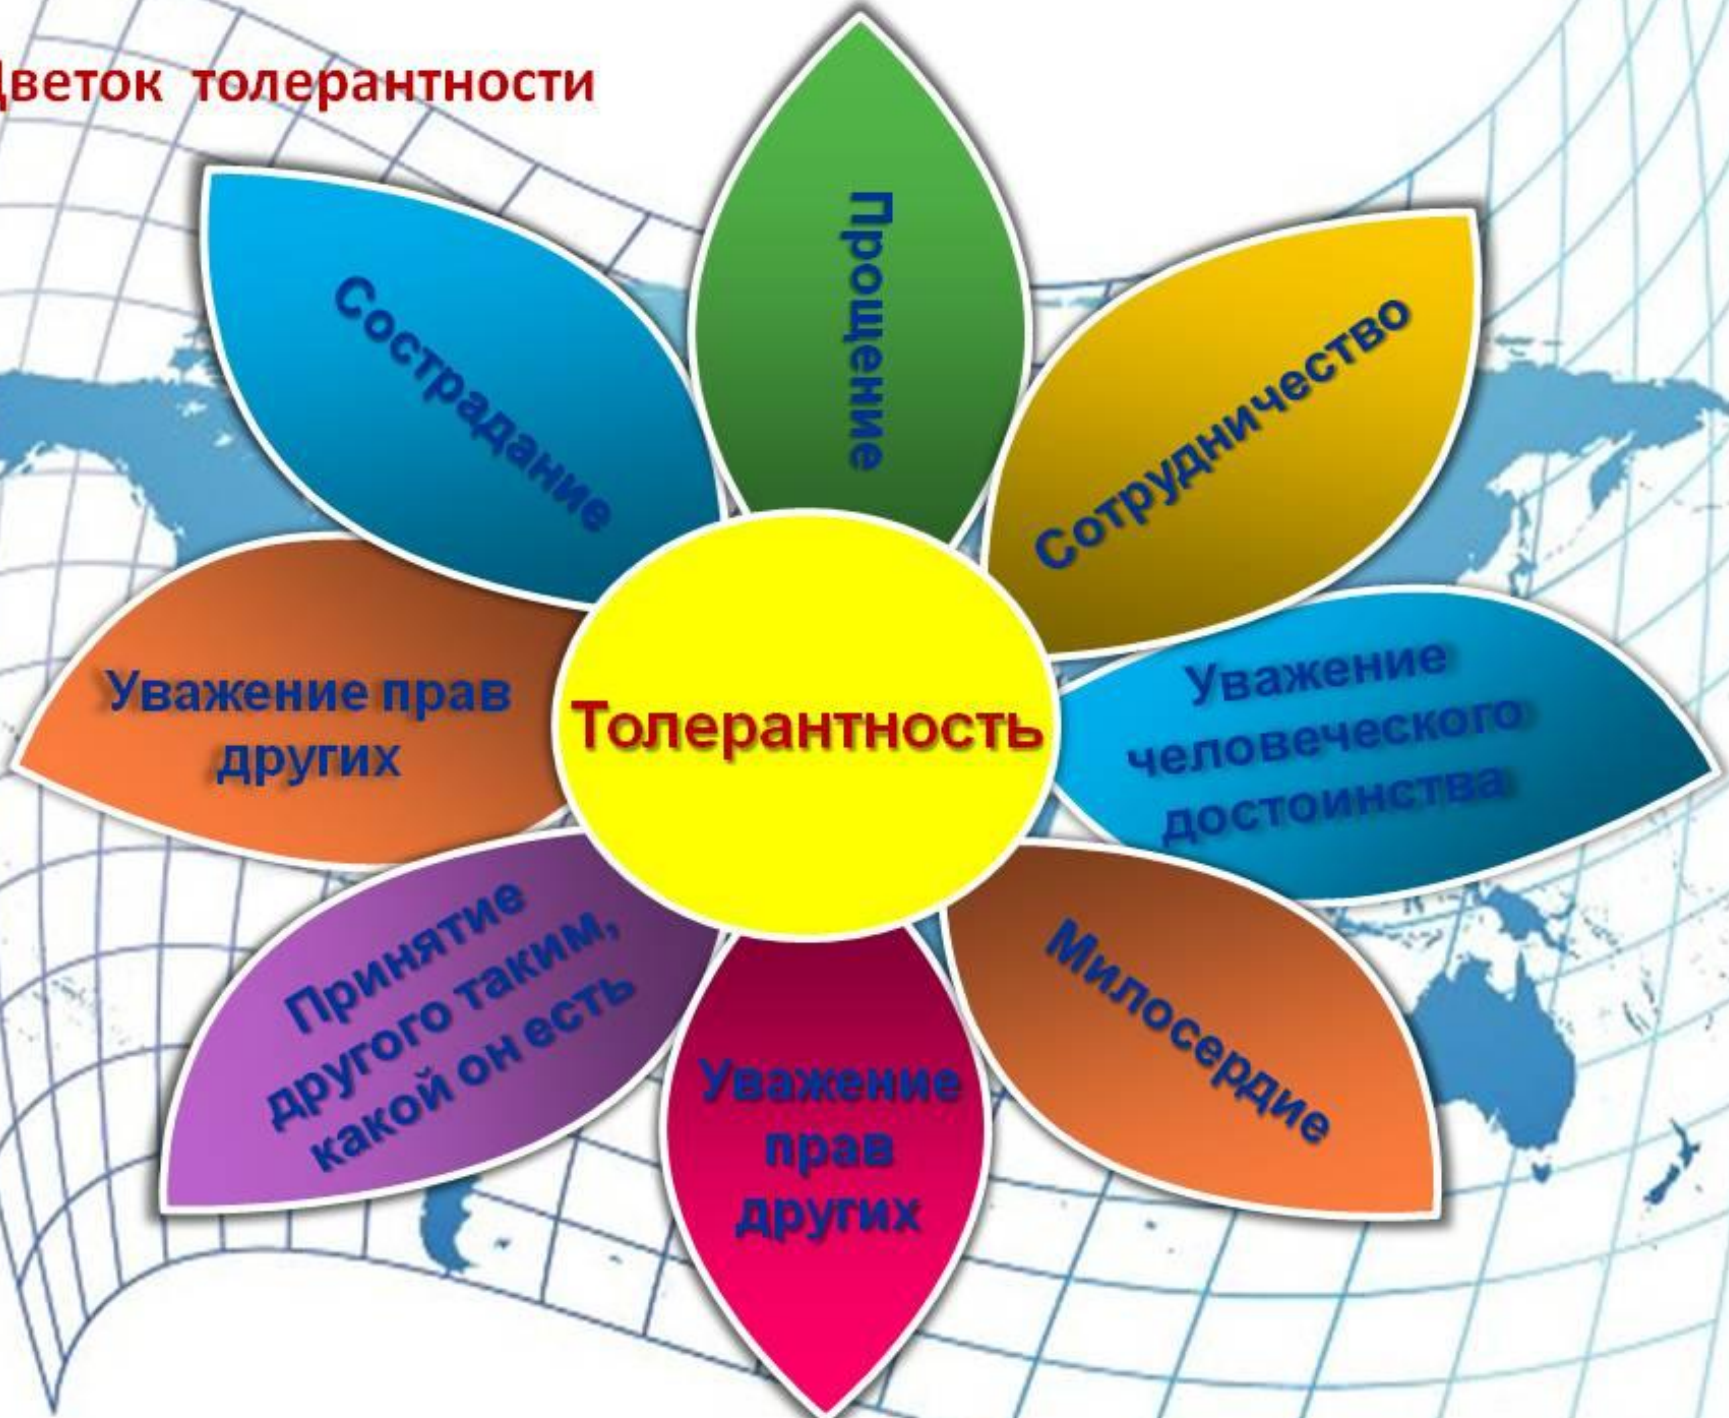 Цветок толерантности
Прощение
Сострадание
Сотрудничество
Уважение прав
других
Толерантность
Уважение
человеческого
достоинства
Принятие
другого таким,
какой он есть
Милосердие
Уважение
прав
других